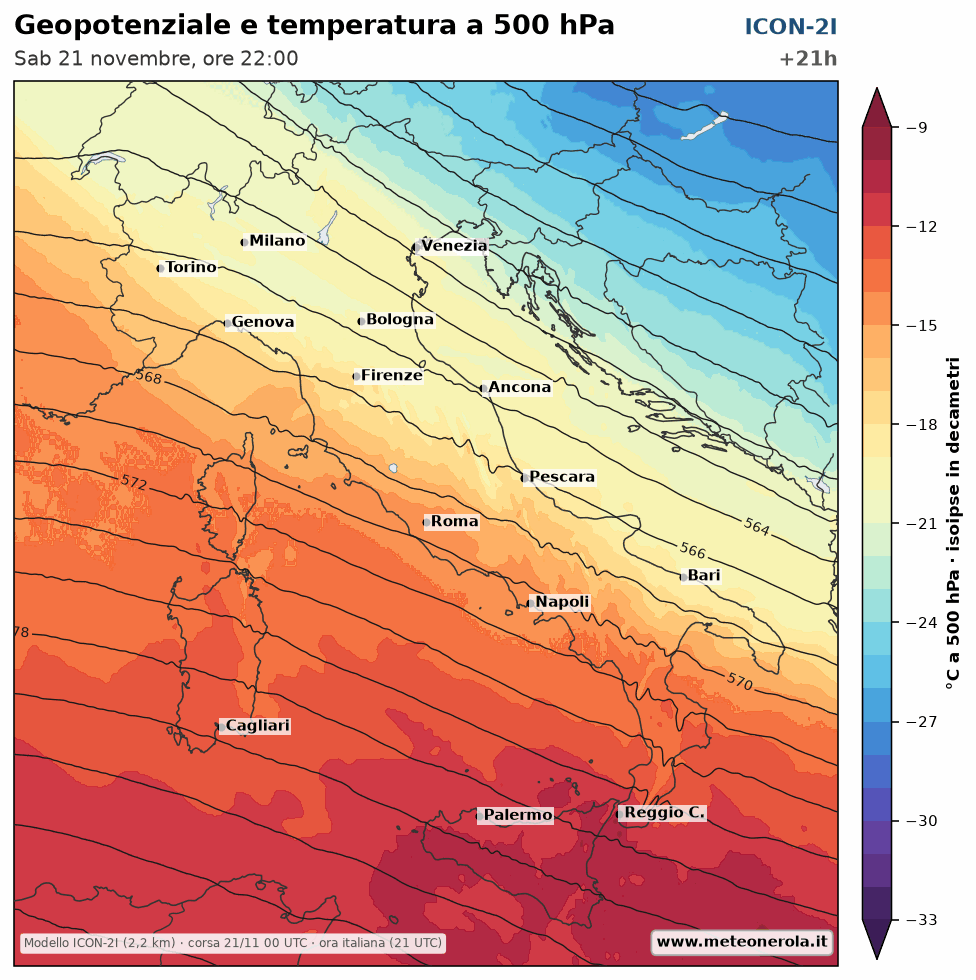 Geopotenziale e temperatura a 500 hPa
ICON-2I
Sab 21 novembre, ore 22:00
+21h
Milano
Venezia
Torino
Genova
Bologna
Firenze
568
Ancona
572
Pescara
Roma
564
566
Bari
Napoli
78
570
Cagliari
Palermo
Reggio C.
Modello ICON-2I (2,2 km) · corsa 21/11 00 UTC · ora italiana (21 UTC)
www.meteonerola.it
−9
−12
−15
−18
−21
−24
−27
−30
−33
°C a 500 hPa · isoipse in decametri